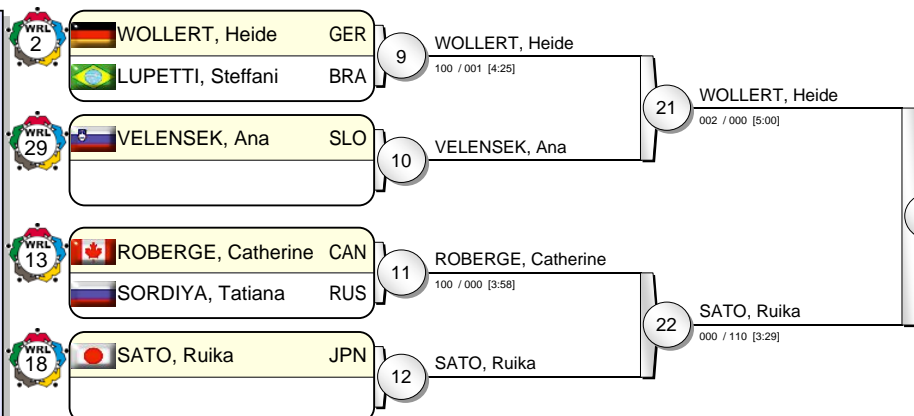 WRL
2
WOLLERT, Heide GER
LUPETTI, Steffani BRA
9
WOLLERT, Heide
100 / 001 [4:25]
21
WOLLERT, Heide
002 / 000 [5:00]
WRL
29
VELENSEK, Ana SLO
10
VELENSEK, Ana
WRL
13
ROBERGE, Catherine CAN
SORDIYA, Tatiana RUS
11
ROBERGE, Catherine
100 / 000 [3:58]
22
SATO, Ruika
000 / 110 [3:29]
WRL
18
SATO, Ruika JPN
12
SATO, Ruika